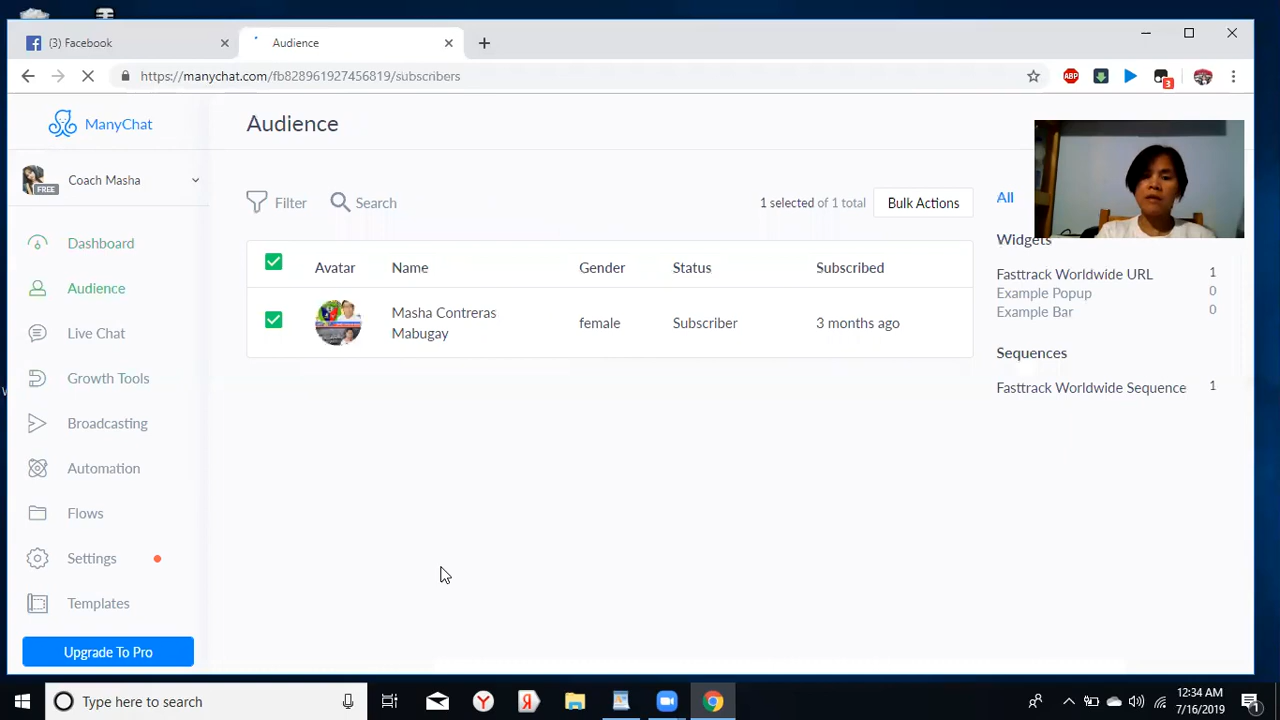 (3) Facebook
Audience
https://manychat.com/fb828961927456819/subscribers
ABP
3
ManyChat
Audience
FREE
Coach Masha
Filter
Search
1 selected of 1 total
Bulk Actions
All
Dashboard
Audience
Live Chat
Growth Tools
Broadcasting
Automation
Flows
Settings
Templates
Upgrade To Pro
Avatar
Name
Gender
Status
Subscribed
Masha Contreras
Mabugay
female
Subscriber
3 months ago
Widgets
Fasttrack Worldwide URL
1
Example Popup
0
Example Bar
0
Sequences
Fasttrack Worldwide Sequence
1
Type here to search
12:34 AM
7/16/2019
1